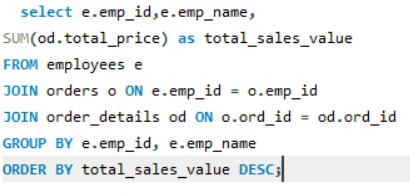 select e.emp_id,e.emp_name,
SUM(od.total_price) as total_sales_value
FROM employees e
JOIN orders o ON e.emp_id = o.emp_id
JOIN order_details od ON o.ord_id = od.ord_id
GROUP BY e.emp_id, e.emp_name
ORDER BY total_sales_value DESC;